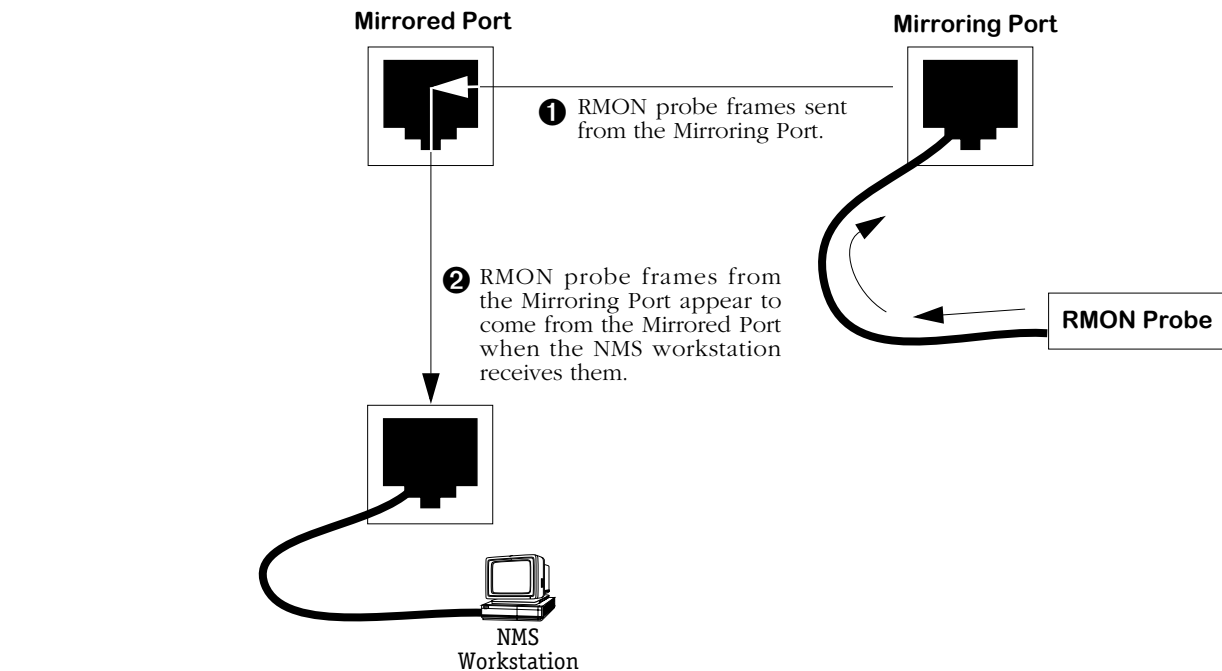 Mirrored Port
Mirroring Port
❶ RMON probe frames sent
from the Mirroring Port.
❷ RMON probe frames from
the Mirroring Port appear to
come from the Mirrored Port
when the NMS workstation
receives them.
RMON Probe
NMS
Workstation